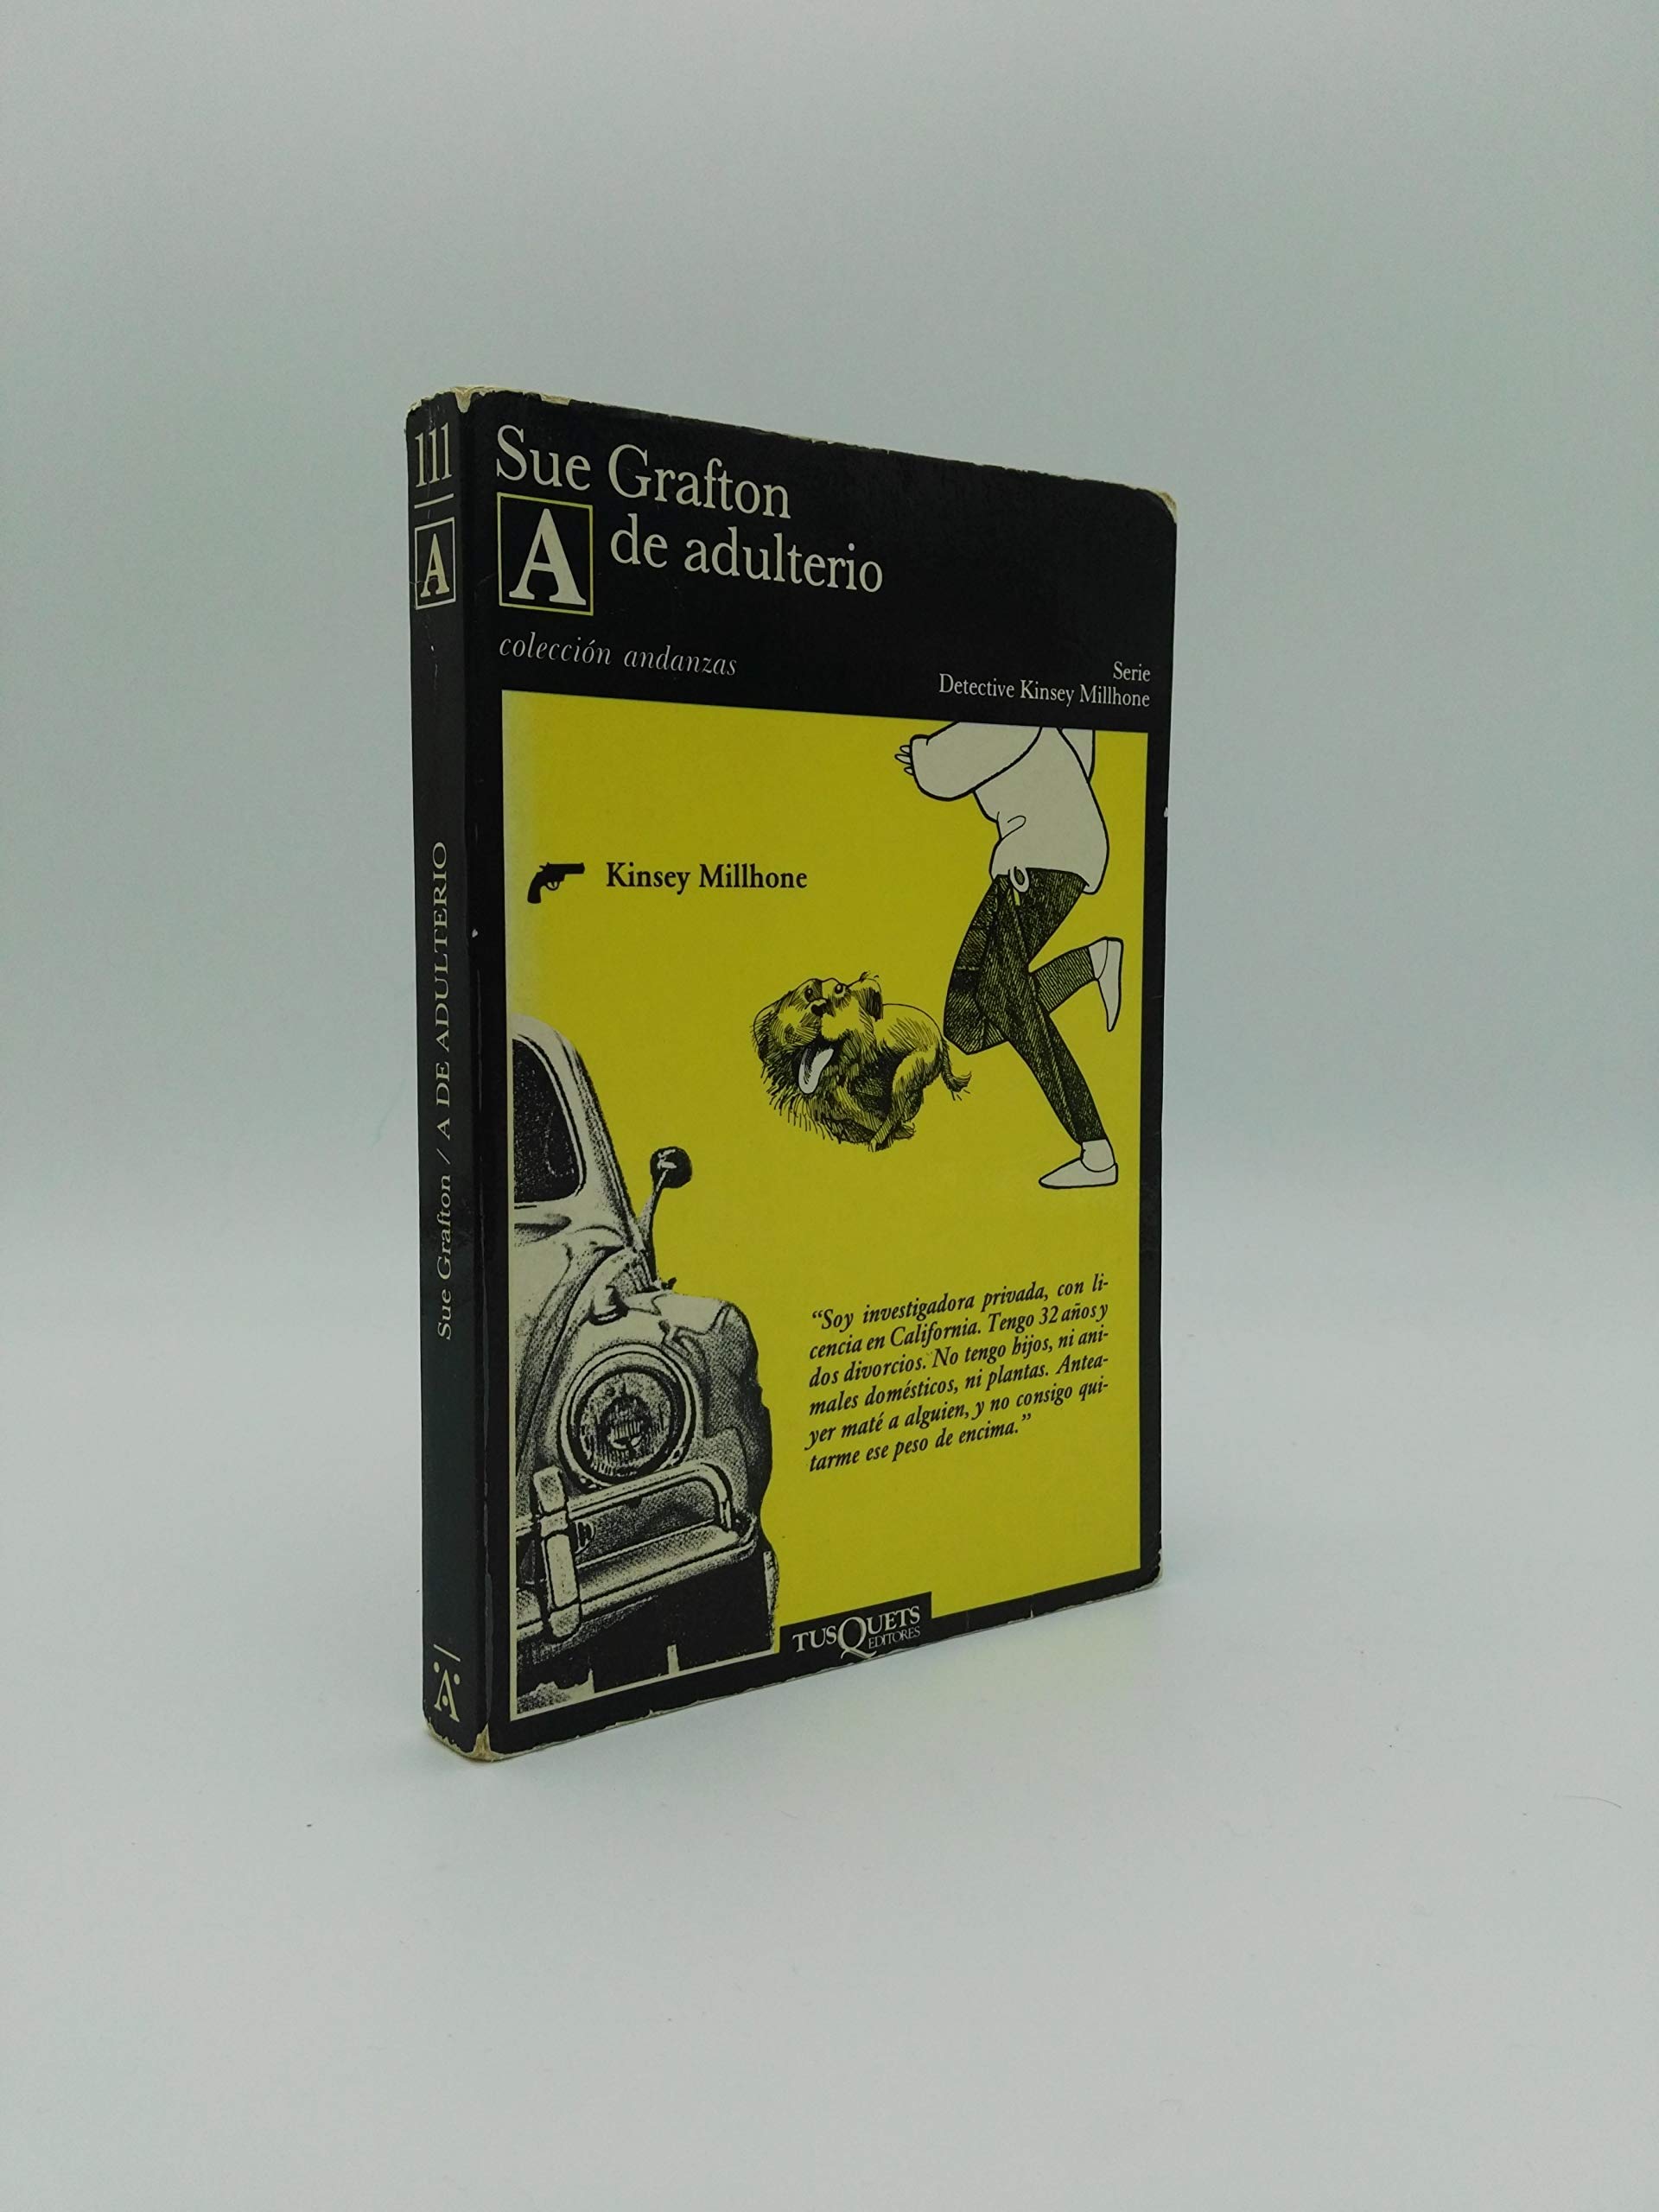 111
A
Sue Grafton / A DE ADULTERIO
A
Sue Grafton
A de adulterio
colección andanzas
Serie
Detective Kinsey Millhone
Kinsey Millhone
“Soy investigadora privada, con li-
cencia en California. Tengo 32 años y
dos divorcios. No tengo hijos, ni ani-
males domésticos, ni plantas. Antea-
yer maté a alguien, y no consigo qui-
tarme ese peso de encima.”
TUSQUETS
EDITORES